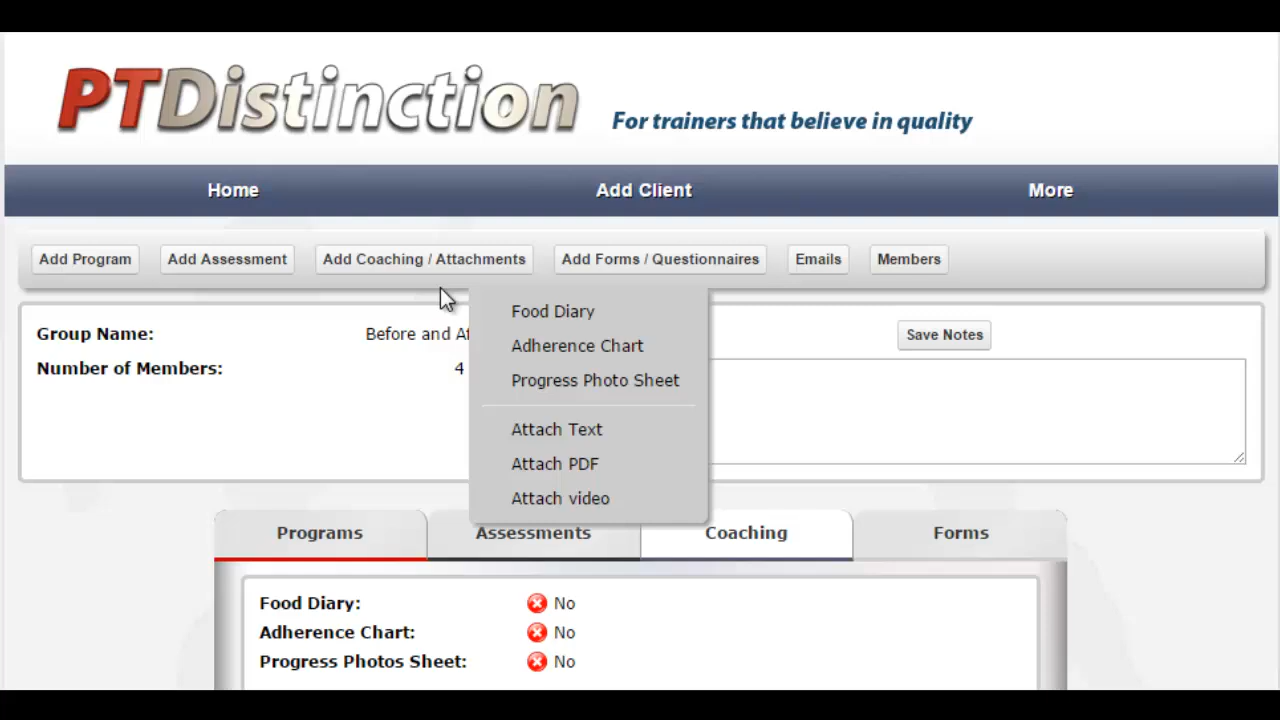 PTDistinction For trainers that believe in quality
Home Add Client More
Add Program Add Assessment Add Coaching / Attachments Add Forms / Questionnaires Emails Members
Food Diary
Adherence Chart
Progress Photo Sheet
Attach Text
Attach PDF
Attach video
Group Name: Before and Save Notes
Number of Members: 4
Programs Assessments Coaching Forms
Food Diary: No
Adherence Chart: No
Progress Photos Sheet: No